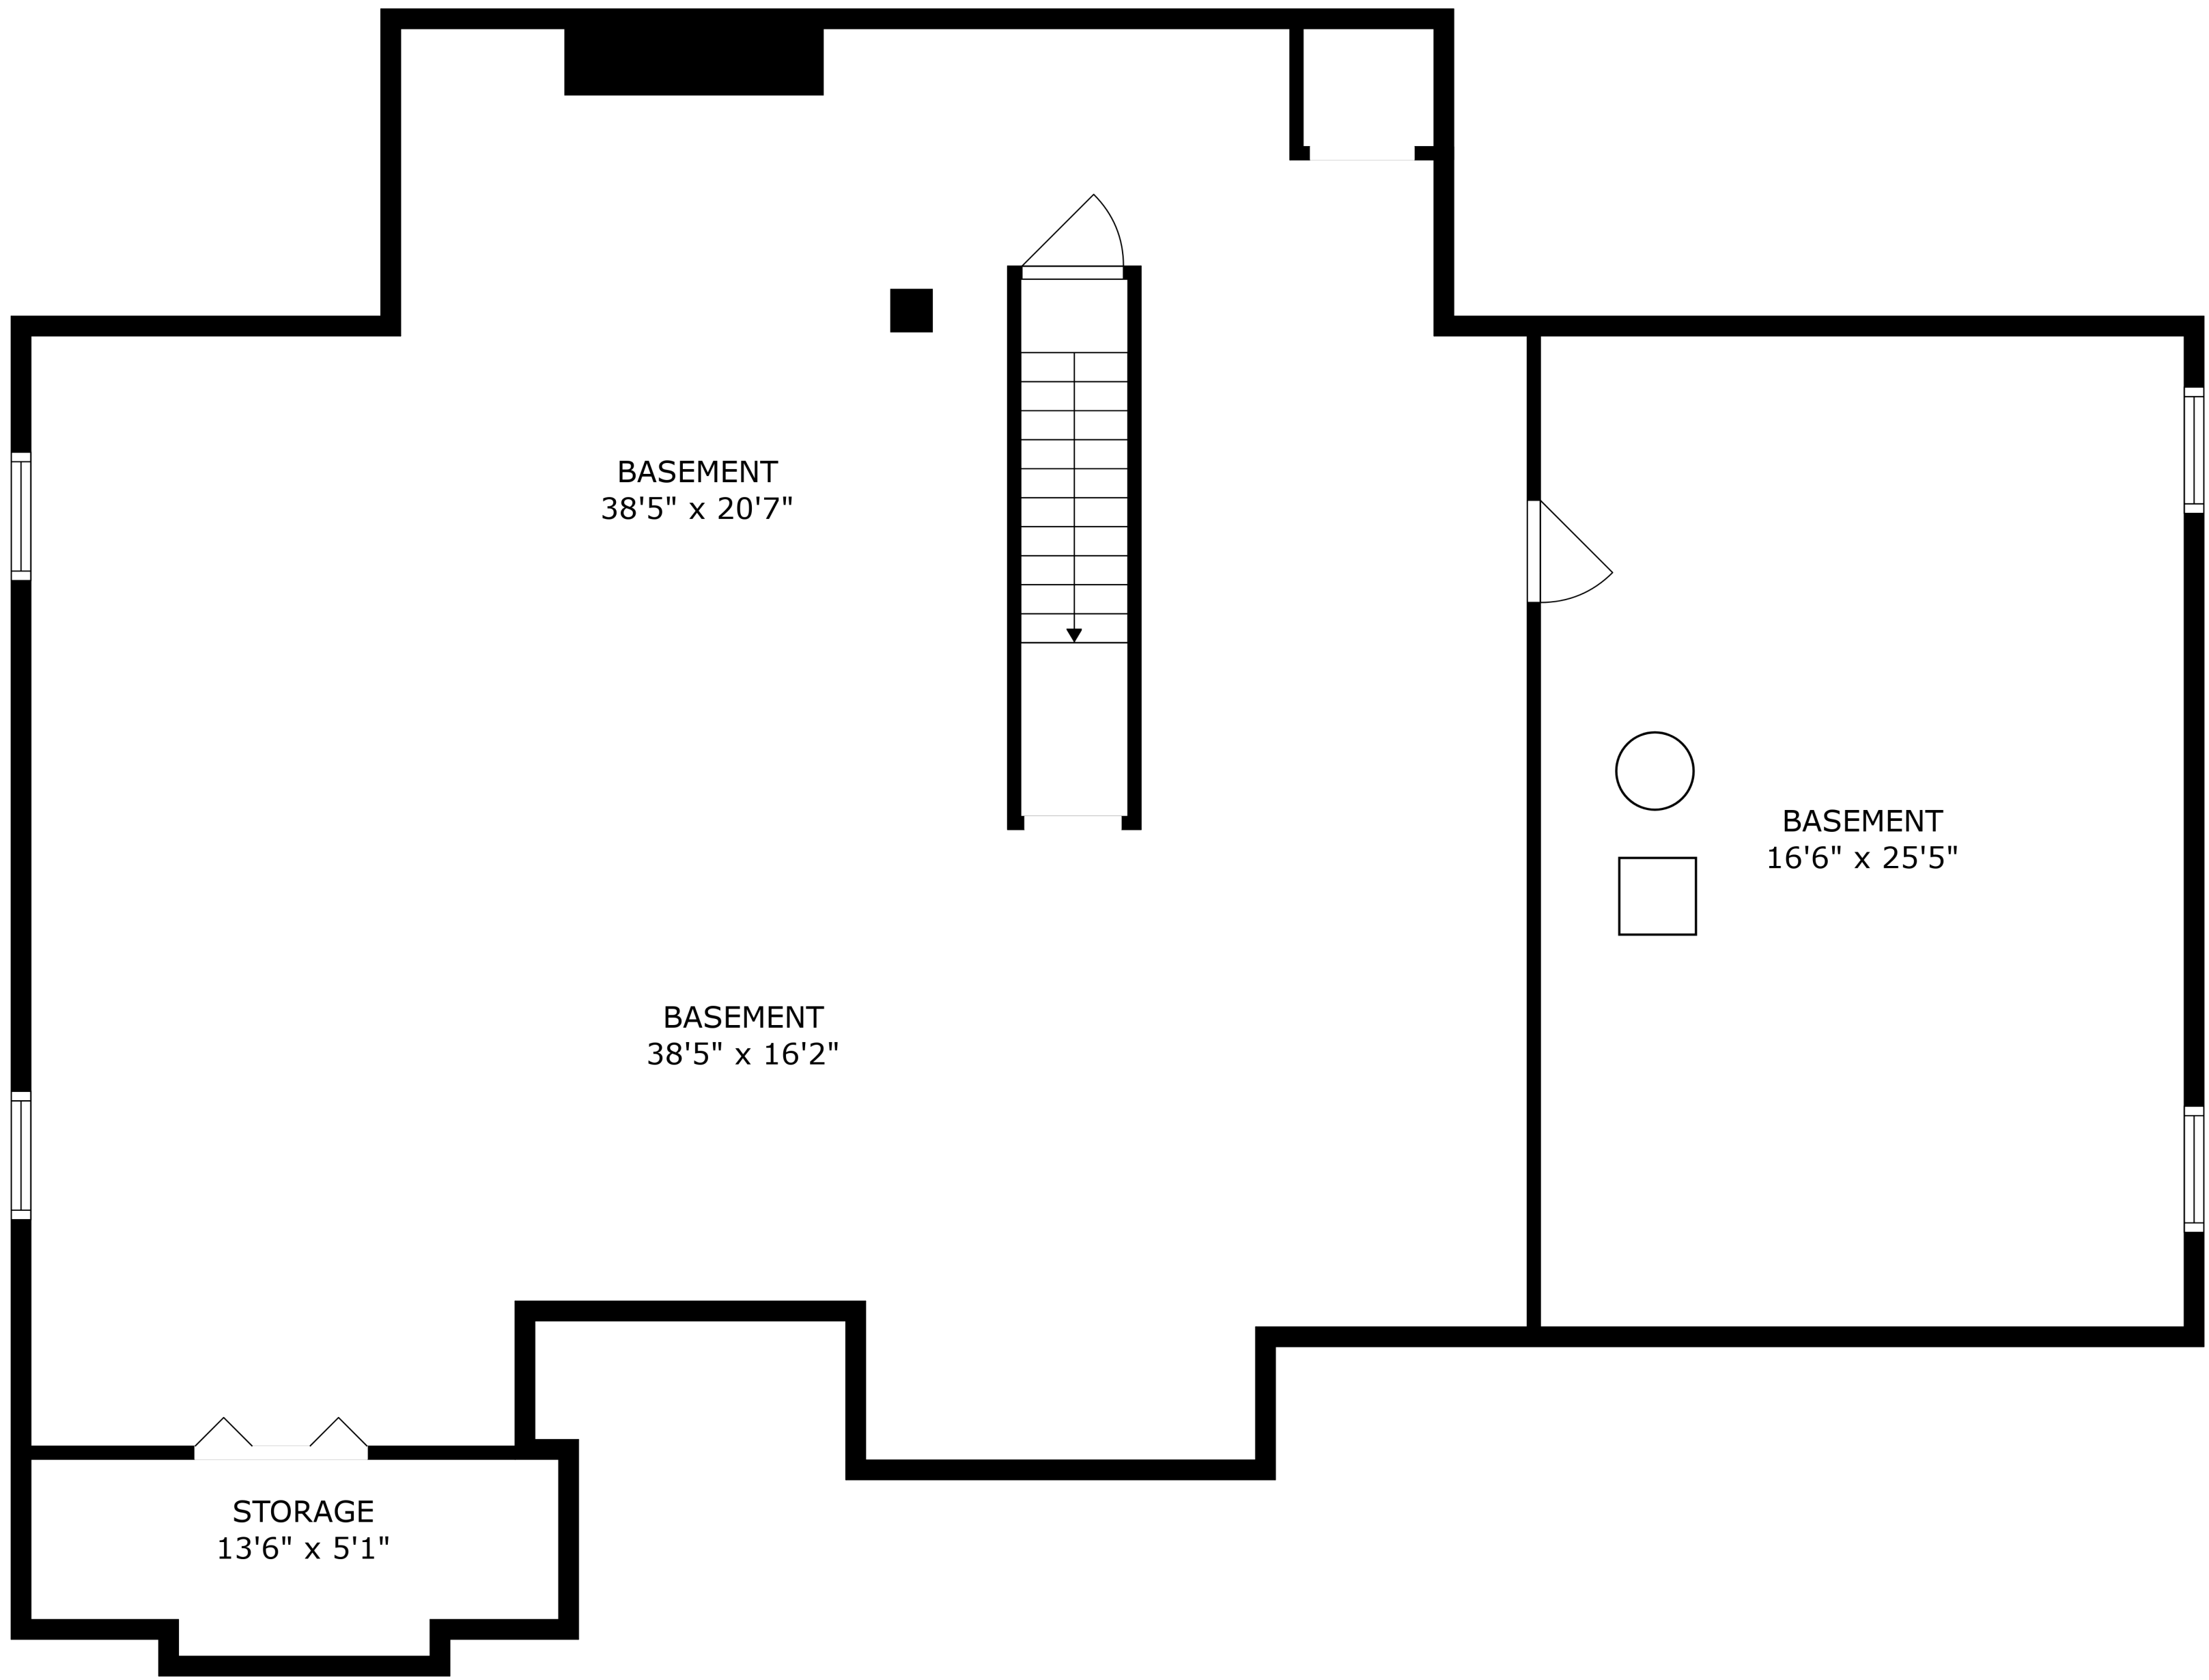 BASEMENT
38'5" x 20'7"
BASEMENT
16'6" x 25'5"
BASEMENT
38'5" x 16'2"
STORAGE
13'6" x 5'1"